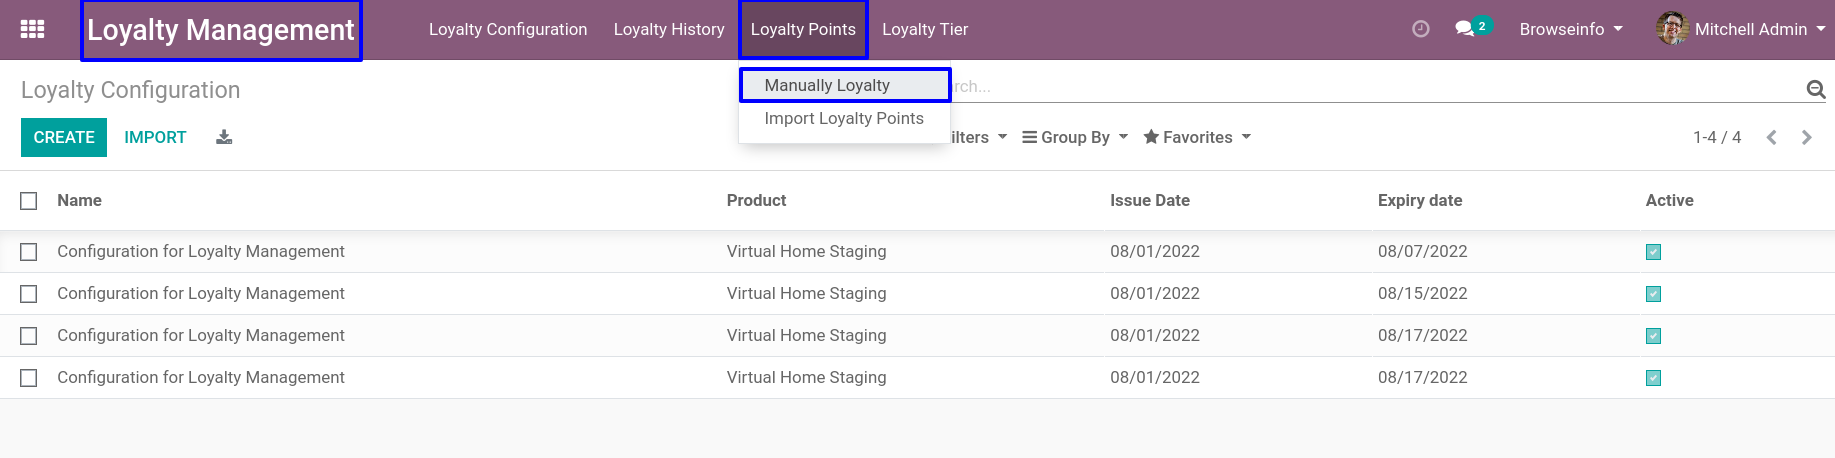 Loyalty Management Loyalty Configuration Loyalty History Loyalty Points Loyalty Tier 2 Browseinfo Mitchell Admin
Loyalty Configuration Manually Loyalty rch...
CREATE IMPORT Import Loyalty Points
ilters Group By Favorites 1-4 / 4
Name Product Issue Date Expiry date Active
Configuration for Loyalty Management Virtual Home Staging 08/01/2022 08/07/2022
Configuration for Loyalty Management Virtual Home Staging 08/01/2022 08/15/2022
Configuration for Loyalty Management Virtual Home Staging 08/01/2022 08/17/2022
Configuration for Loyalty Management Virtual Home Staging 08/01/2022 08/17/2022